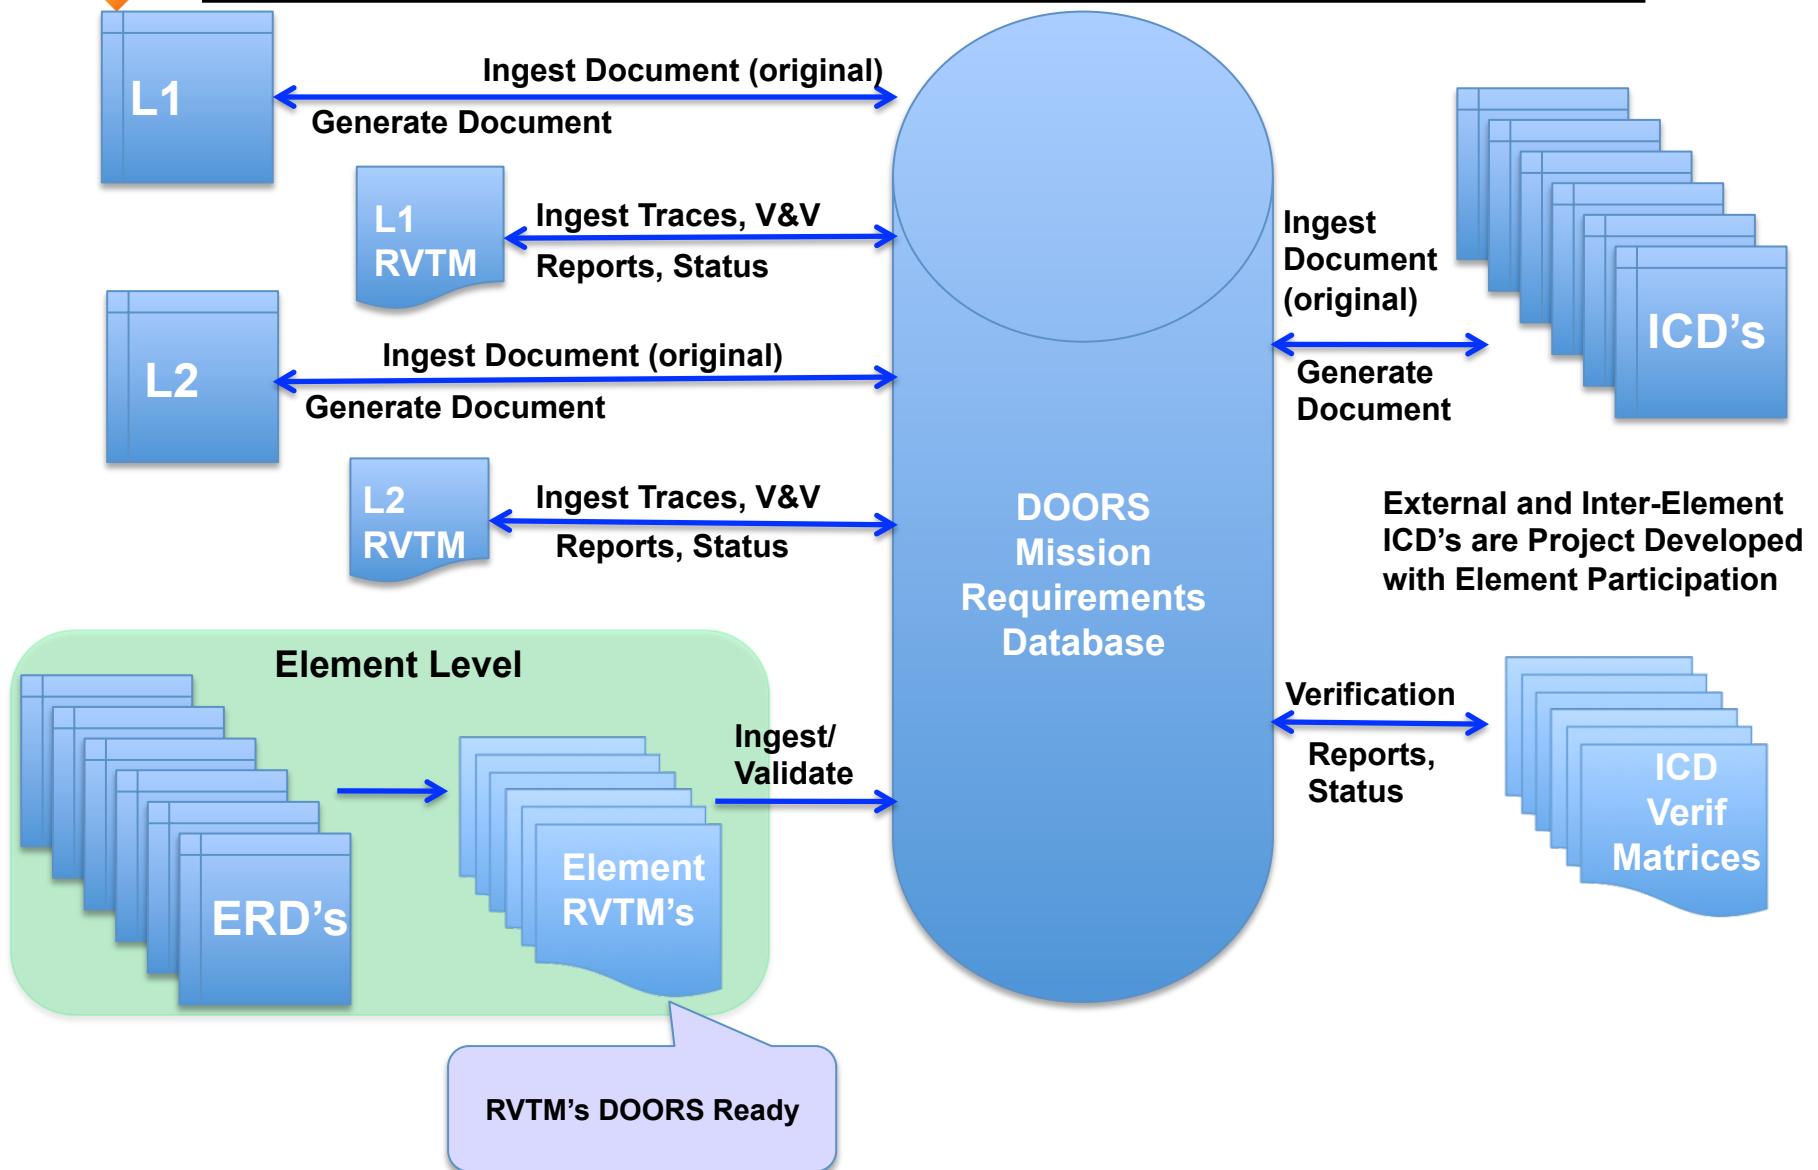 L1
Ingest Document (original)
Generate Document
L1
RVTM
Ingest Traces, V&V
Reports, Status
L2
Ingest Document (original)
Generate Document
L2
RVTM
Ingest Traces, V&V
Reports, Status
Element Level
ERD's
Element
RVTM's
Ingest/
Validate
RVTM's DOORS Ready
DOORS
Mission
Requirements
Database
Ingest
Document
(original)
Generate
Document
ICD's
External and Inter-Element
ICD's are Project Developed
with Element Participation
Verification
Reports,
Status
ICD
Verif
Matrices